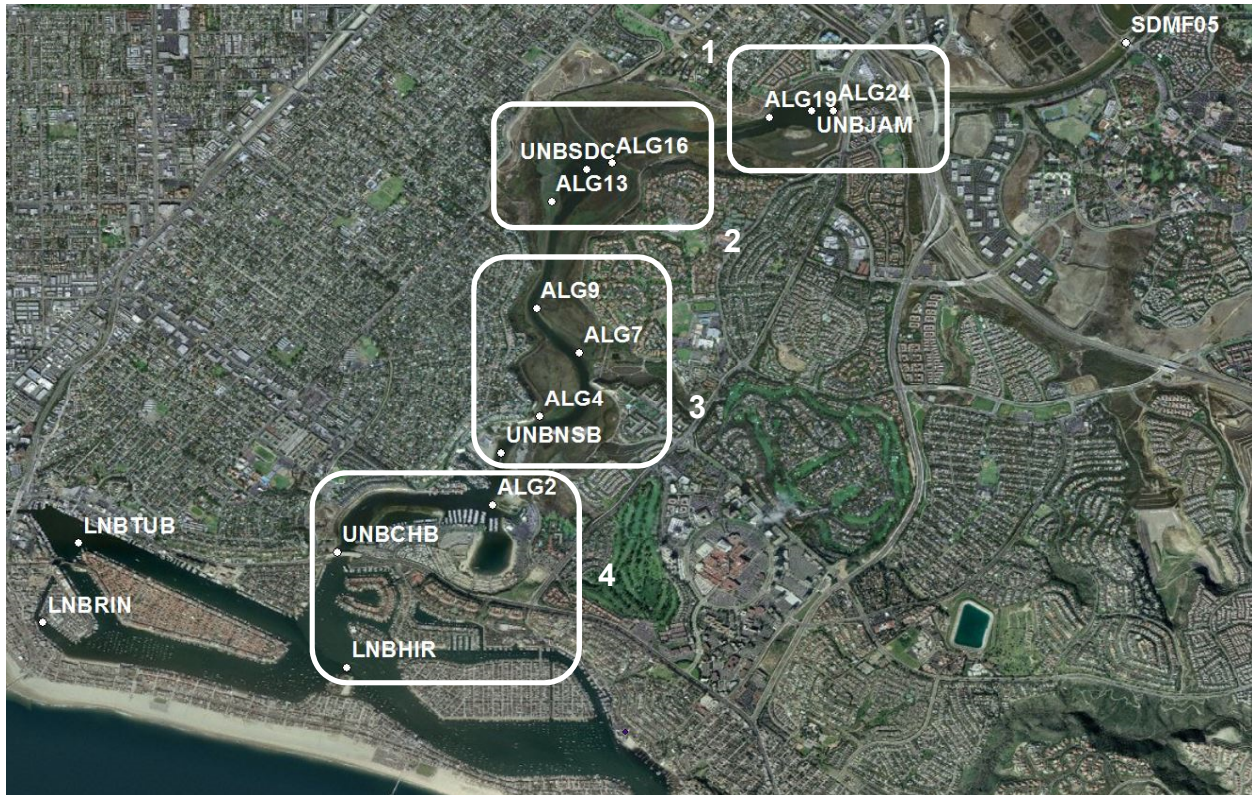 SDMF05
1
ALG19
ALG24
UNBJAM
UNBSDC
ALG16
ALG13
2
ALG9
ALG7
ALG4
3
UNBNSB
ALG2
LNBTUB
UNBCHB
4
LNBRIN
LNBHIR